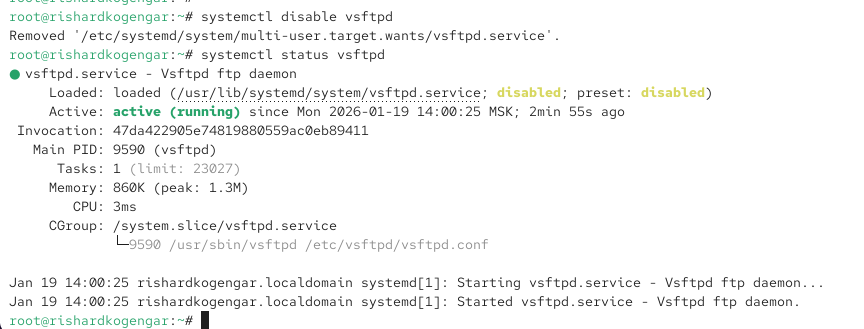 root@rishardkogengar:~# systemctl disable vsftpd
Removed '/etc/systemd/system/multi-user.target.wants/vsftpd.service'.
root@rishardkogengar:~# systemctl status vsftpd
● vsftpd.service - Vsftpd ftp daemon
Loaded: loaded (/usr/lib/systemd/system/vsftpd.service; disabled; preset: disabled)
Active: active (running) since Mon 2026-01-19 14:00:25 MSK; 2min 55s ago
Invocation: 47da422905e74819880559ac0eb89411
Main PID: 9590 (vsftpd)
Tasks: 1 (limit: 23027)
Memory: 860K (peak: 1.3M)
CPU: 3ms
CGroup: /system.slice/vsftpd.service
└─9590 /usr/sbin/vsftpd /etc/vsftpd/vsftpd.conf
Jan 19 14:00:25 rishardkogengar.localdomain systemd[1]: Starting vsftpd.service - Vsftpd ftp daemon...
Jan 19 14:00:25 rishardkogengar.localdomain systemd[1]: Started vsftpd.service - Vsftpd ftp daemon.
root@rishardkogengar:~#